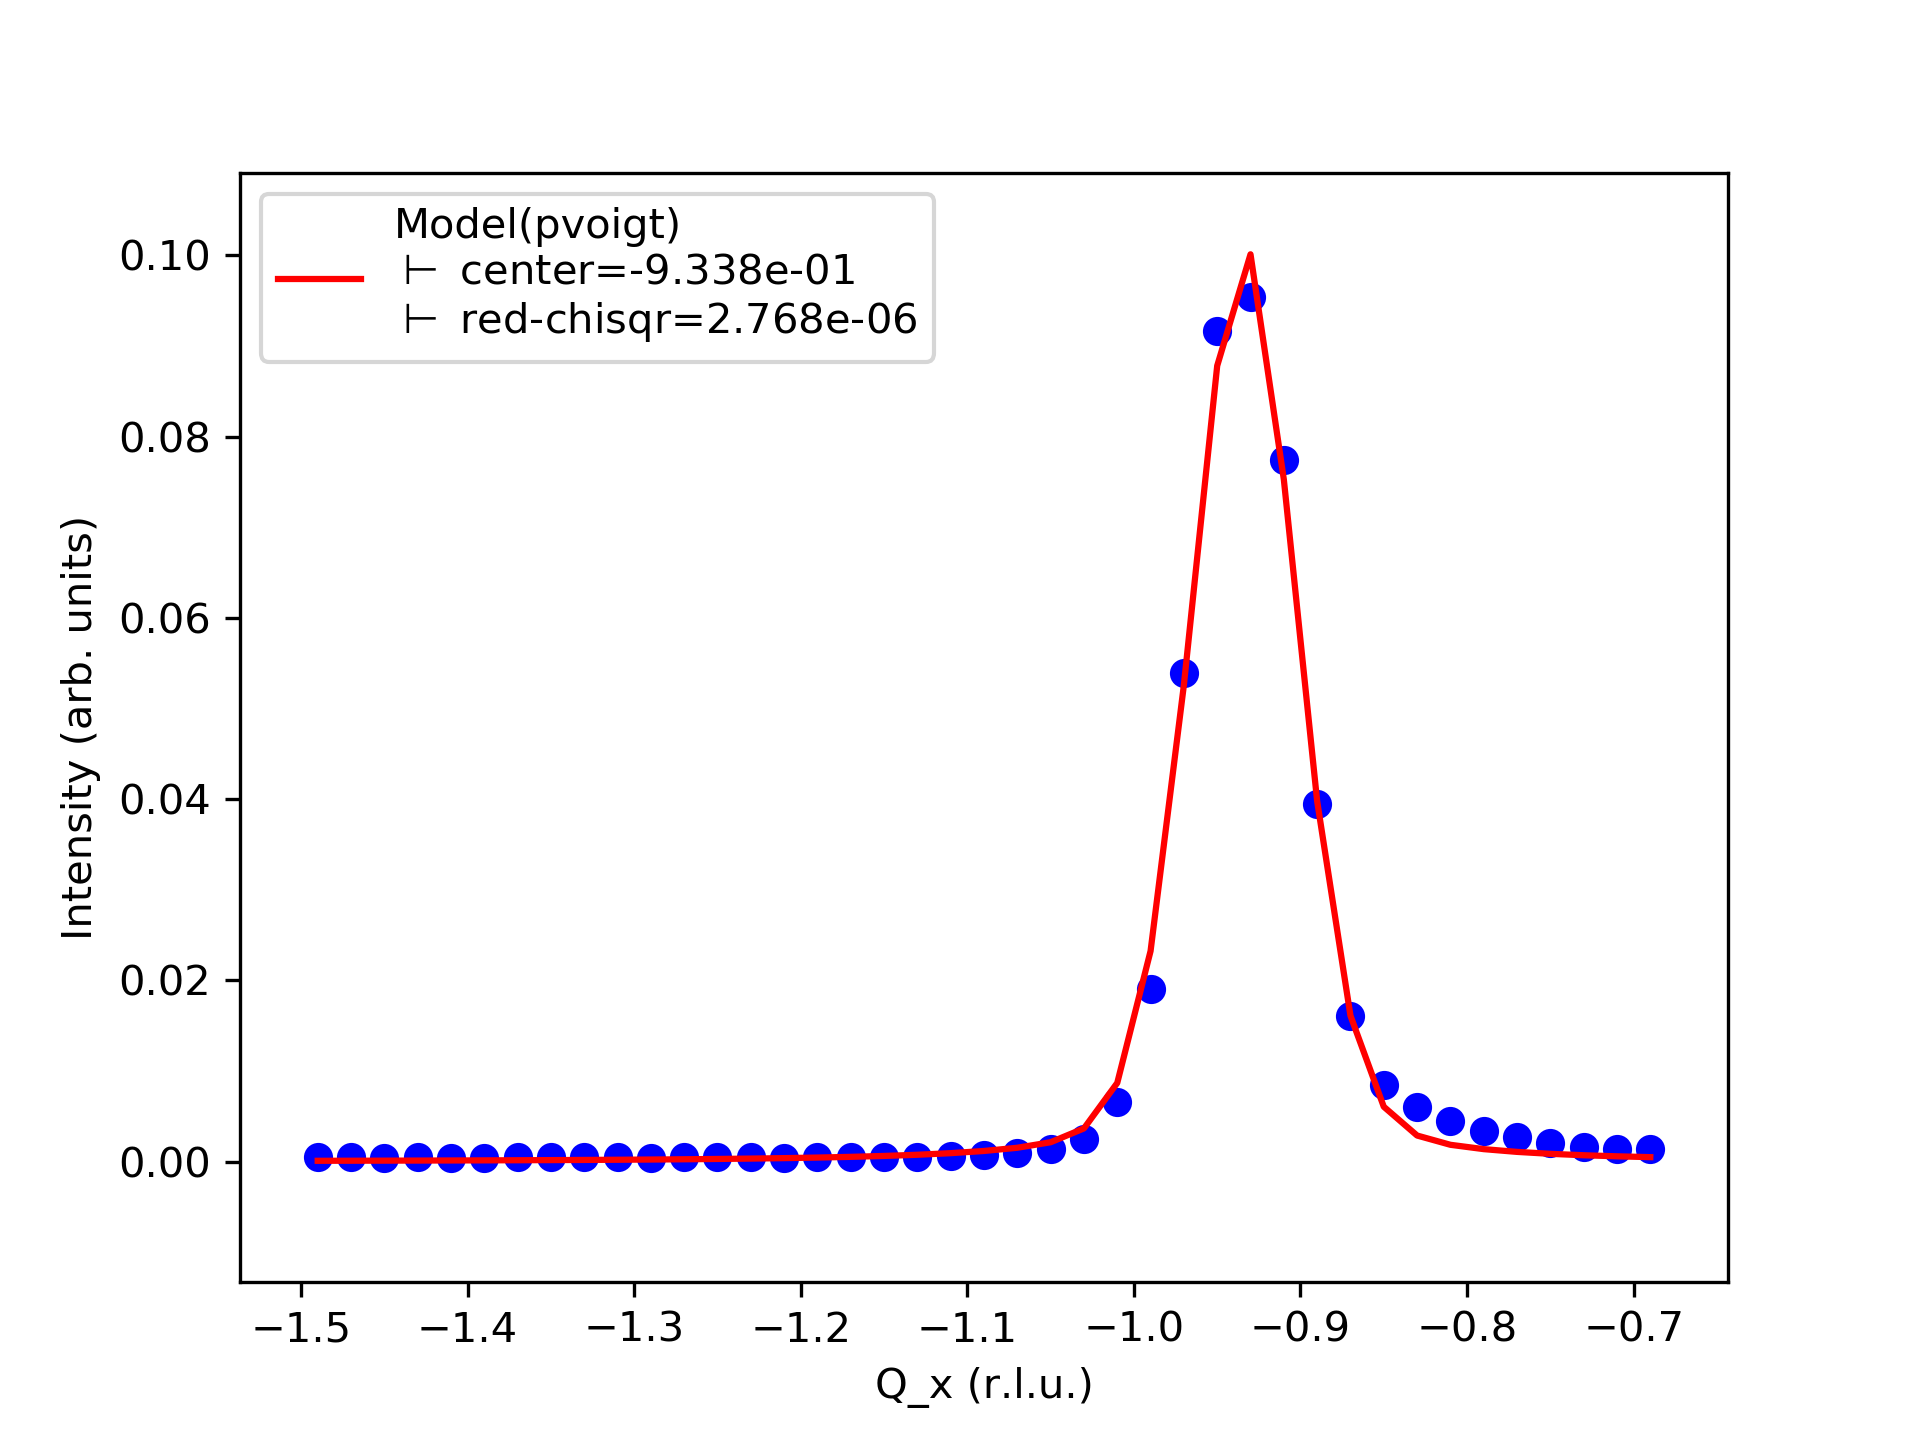 Model(pvoigt)
⊢ center=-9.338e-01
⊢ red-chisqr=2.768e-06
Intensity (arb. units)
0.10
0.08
0.06
0.04
0.02
0.00
−1.5 −1.4 −1.3 −1.2 −1.1 −1.0 −0.9 −0.8 −0.7
Q_x (r.l.u.)